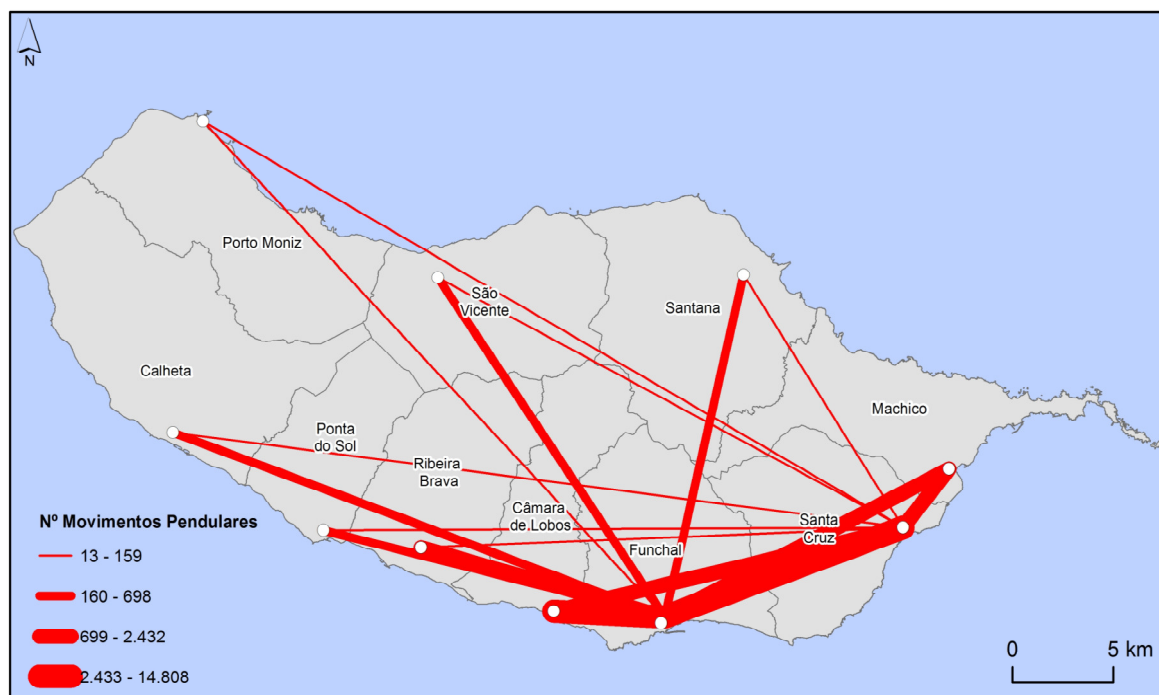 N
Porto Moniz
São
Vicente
Santana
Calheta
Machico
Ponta
do Sol
Ribeira
Brava
Câmara
de Lobos
Santa
Cruz
Funchal
Nº Movimentos Pendulares
13 - 159
160 - 698
699 - 2.432
2.433 - 14.808
0 5 km